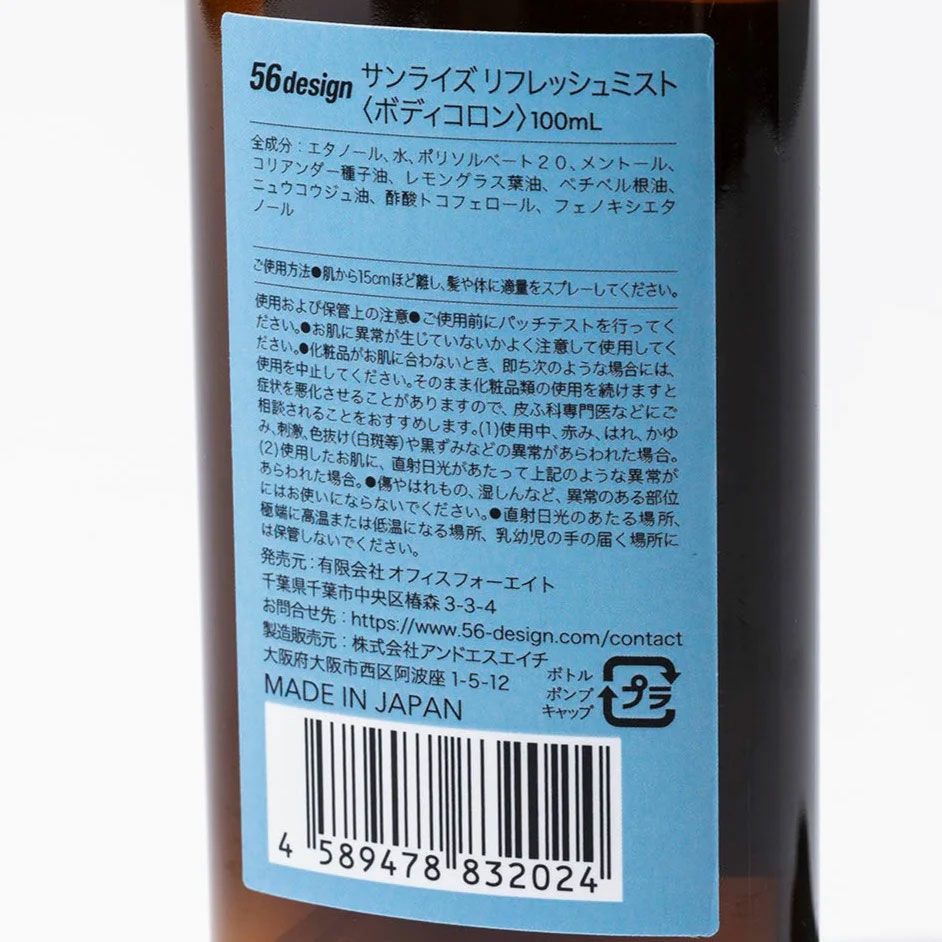 56design サンライズ リフレッシュミスト
〈ボディコロン〉100mL
全成分：エタノール、水、ポリソルベート20、メントール、
コリアンダー種子油、レモングラス葉油、ベチベル根油、
ニュウコウジュ油、酢酸トコフェロール、フェノキシエタ
ノール
ご使用方法●肌から15cmほど離し、髪や体に適量をスプレーしてください。
使用および保管上の注意●ご使用前にパッチテストを行ってく
ださい。●お肌に異常が生じていないかよく注意して使用してく
ださい。●化粧品がお肌に合わないとき、即ち次のような場合には、
使用を中止してください。そのまま化粧品類の使用を続けますと
症状を悪化させることがありますので、皮ふ科専門医などにご
相談されることをおすすめします。(1)使用中、赤み、はれ、かゆ
み、刺激、色抜け(白斑等)や黒ずみなどの異常があらわれた場合。
(2)使用したお肌に、直射日光があたって上記のような異常が
あらわれた場合。●傷やはれもの、湿しんなど、異常のある部位
にはお使いにならないでください。●直射日光のあたる場所、
極端に高温または低温になる場所、乳幼児の手の届く場所に
は保管しないでください。
発売元：有限会社 オフィスフォーエイト
千葉県千葉市中央区椿森 3-3-4
お問合せ先：https://www.56-design.com/contact
製造販売元：株式会社アンドエスエイチ
大阪府大阪市西区阿波座 1-5-12
MADE IN JAPAN
ボトル
ポンプ
キャップ
プラ
4 589478 832024